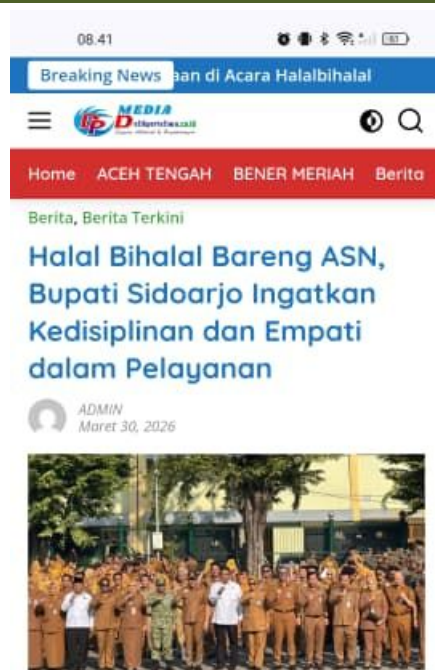 08.41
Breaking News aan di Acara Halalbihalal
MEDIA
Home ACEH TENGAH BENER MERIAH Berita
Berita, Berita Terkini
Halal Bihalal Bareng ASN,
Bupati Sidoarjo Ingatkan
Kedisiplinan dan Empati
dalam Pelayanan
ADMIN
Maret 30, 2026